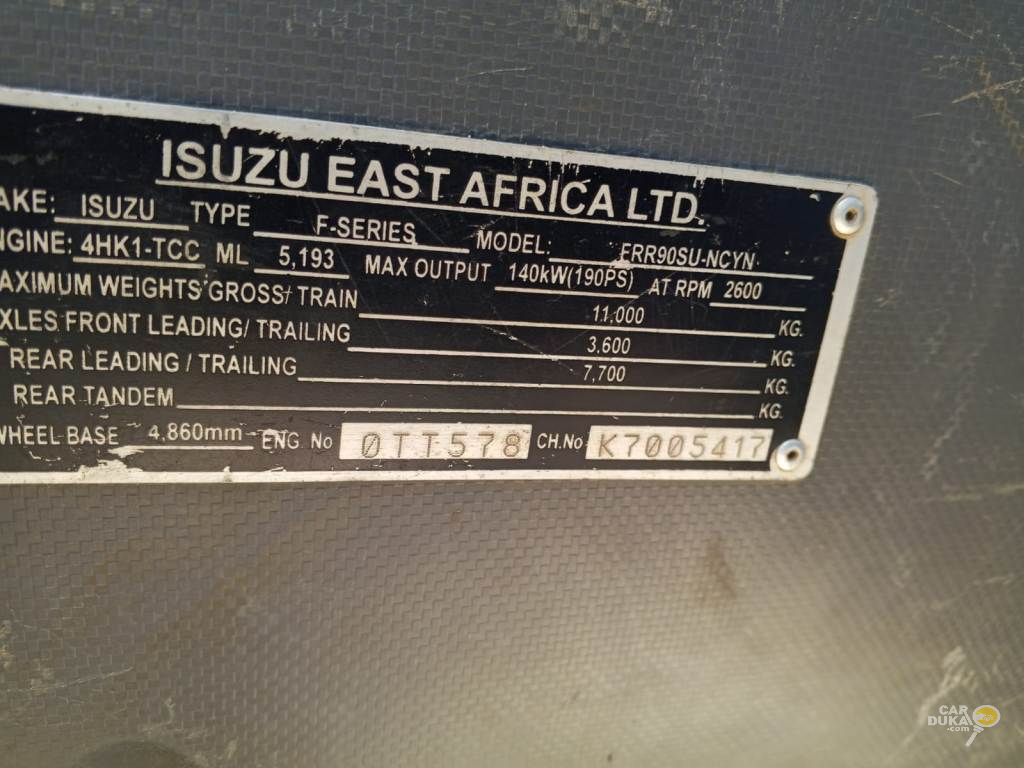 ISUZU EAST AFRICA LTD.
AKE: ISUZU TYPE F-SERIES MODEL: FRR90SU-NCYN
NGINE: 4HK1-TCC ML 5,193 MAX OUTPUT 140kW(190PS) AT RPM 2600
AXIMUM WEIGHTS GROSS/ TRAIN 11,000 KG.
XLES FRONT LEADING/ TRAILING 3,600 KG.
REAR LEADING / TRAILING 7,700 KG.
REAR TANDEM KG.
WHEEL BASE 4,860mm ENG No 0TT578 CH.No K7005417
CAR
DUKA
.com